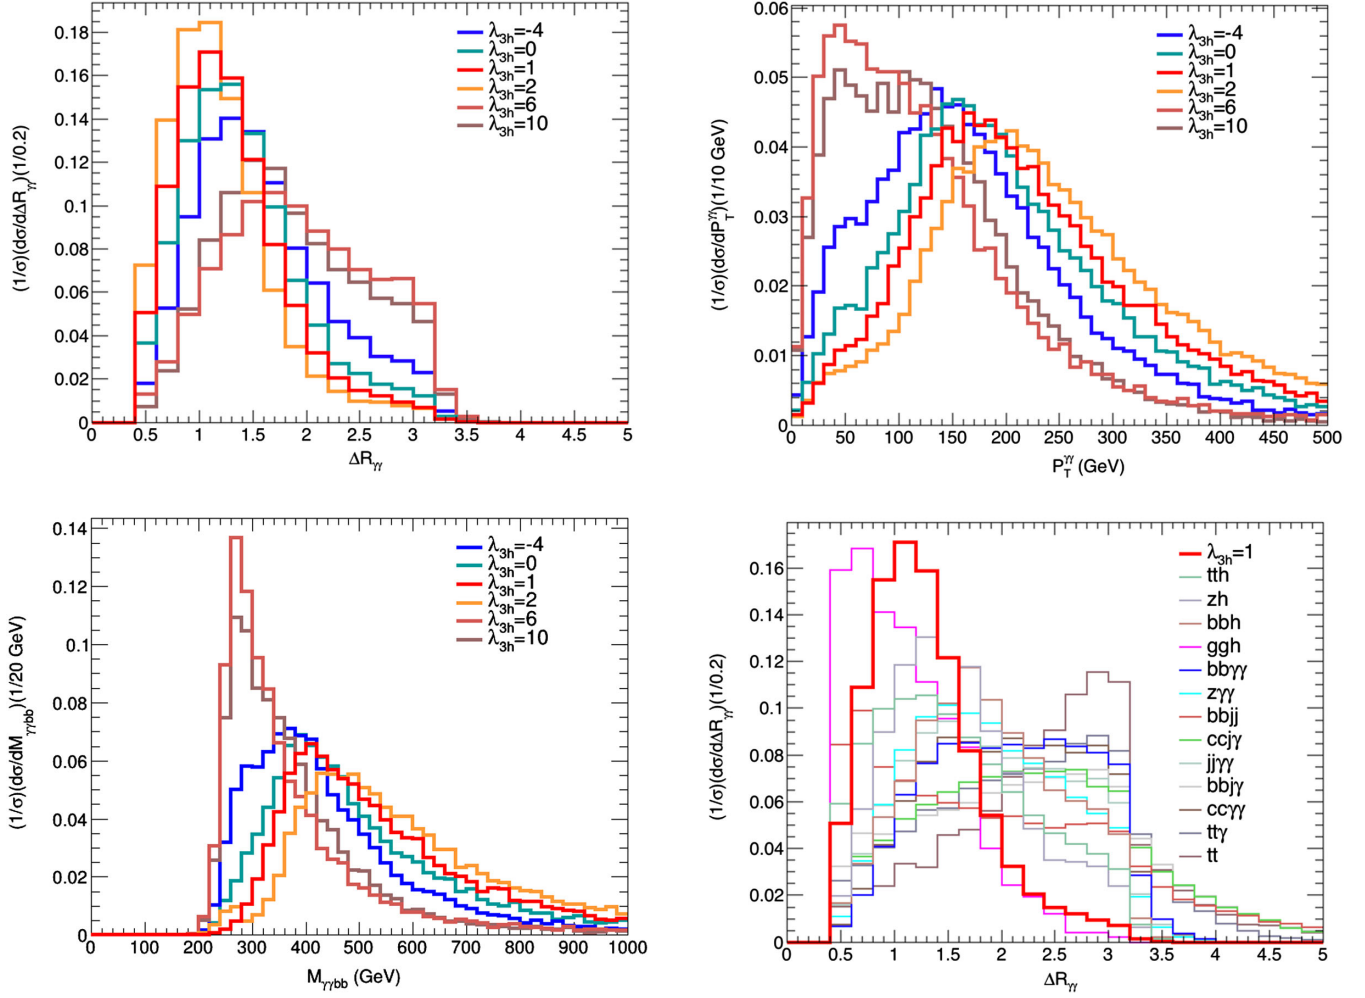 (1/σ)(dσ/dΔR_γγ)(1/0.2)
0.18
0.16
0.14
0.12
0.1
0.08
0.06
0.04
0.02
0
λ_3h=-4
λ_3h=0
λ_3h=1
λ_3h=2
λ_3h=6
λ_3h=10
0 0.5 1 1.5 2 2.5 3 3.5 4 4.5 5
ΔR_γγ
(1/σ)(dσ/dP_T^γγ)(1/10 GeV)
0.06
0.05
0.04
0.03
0.02
0.01
0
λ_3h=-4
λ_3h=0
λ_3h=1
λ_3h=2
λ_3h=6
λ_3h=10
0 50 100 150 200 250 300 350 400 450 500
P_T^γγ (GeV)
(1/σ)(dσ/dM_γγbb)(1/20 GeV)
0.14
0.12
0.1
0.08
0.06
0.04
0.02
0
λ_3h=-4
λ_3h=0
λ_3h=1
λ_3h=2
λ_3h=6
λ_3h=10
0 100 200 300 400 500 600 700 800 900 1000
M_γγbb (GeV)
(1/σ)(dσ/dΔR_γγ)(1/0.2)
0.16
0.14
0.12
0.1
0.08
0.06
0.04
0.02
0
λ_3h=1
tth
zh
bbh
ggh
bbγγ
zγγ
bbjj
ccjγ
jjγγ
bbjγ
ccγγ
ttγ
tt
0 0.5 1 1.5 2 2.5 3 3.5 4 4.5 5
ΔR_γγ